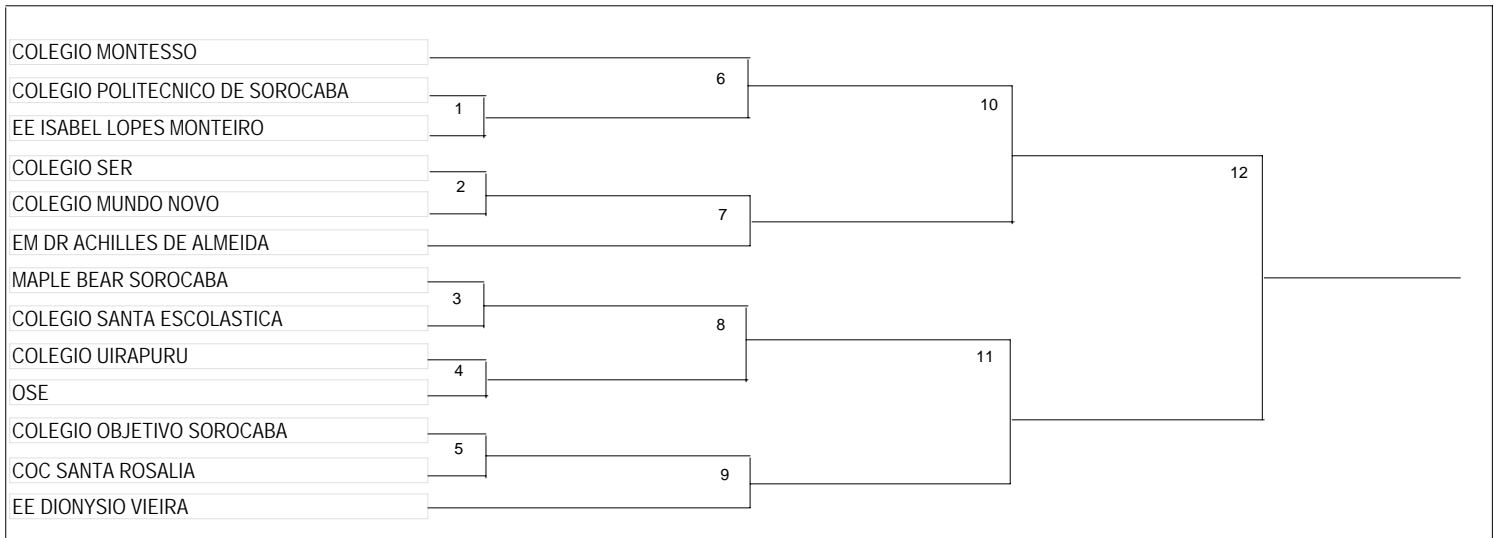 COLEGIO MONTESSO
6
COLEGIO POLITECNICO DE SOROCABA
10
1
EE ISABEL LOPES MONTEIRO
COLEGIO SER
12
2
COLEGIO MUNDO NOVO
7
EM DR ACHILLES DE ALMEIDA
MAPLE BEAR SOROCABA
3
COLEGIO SANTA ESCOLASTICA
8
COLEGIO UIRAPURU
11
4
OSE
COLEGIO OBJETIVO SOROCABA
5
COC SANTA ROSALIA
9
EE DIONYSIO VIEIRA